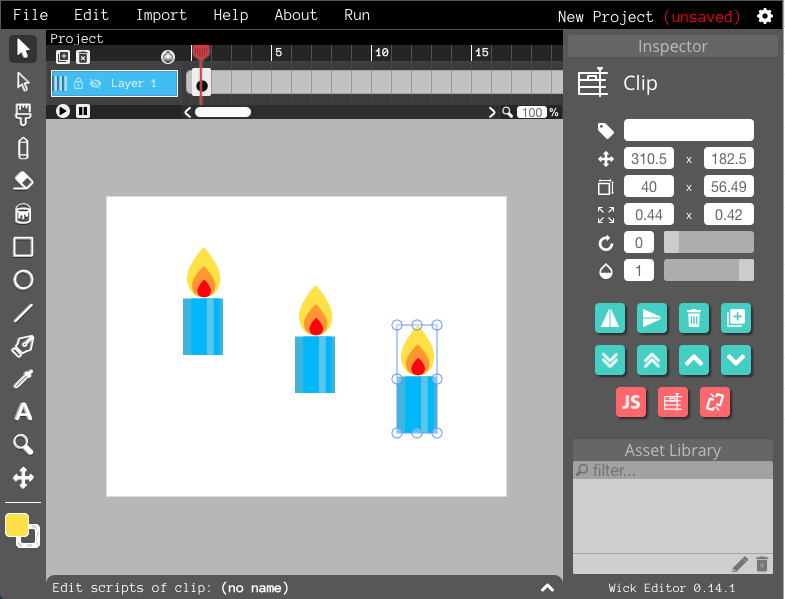 File Edit Import Help About Run New Project (unsaved)
Project
5 10 15
Layer 1
100 %
Inspector
Clip
310.5 x 182.5
40 x 56.49
0.44 x 0.42
0
1
JS
Asset Library
filter...
Edit scripts of clip: (no name)
Wick Editor 0.14.1